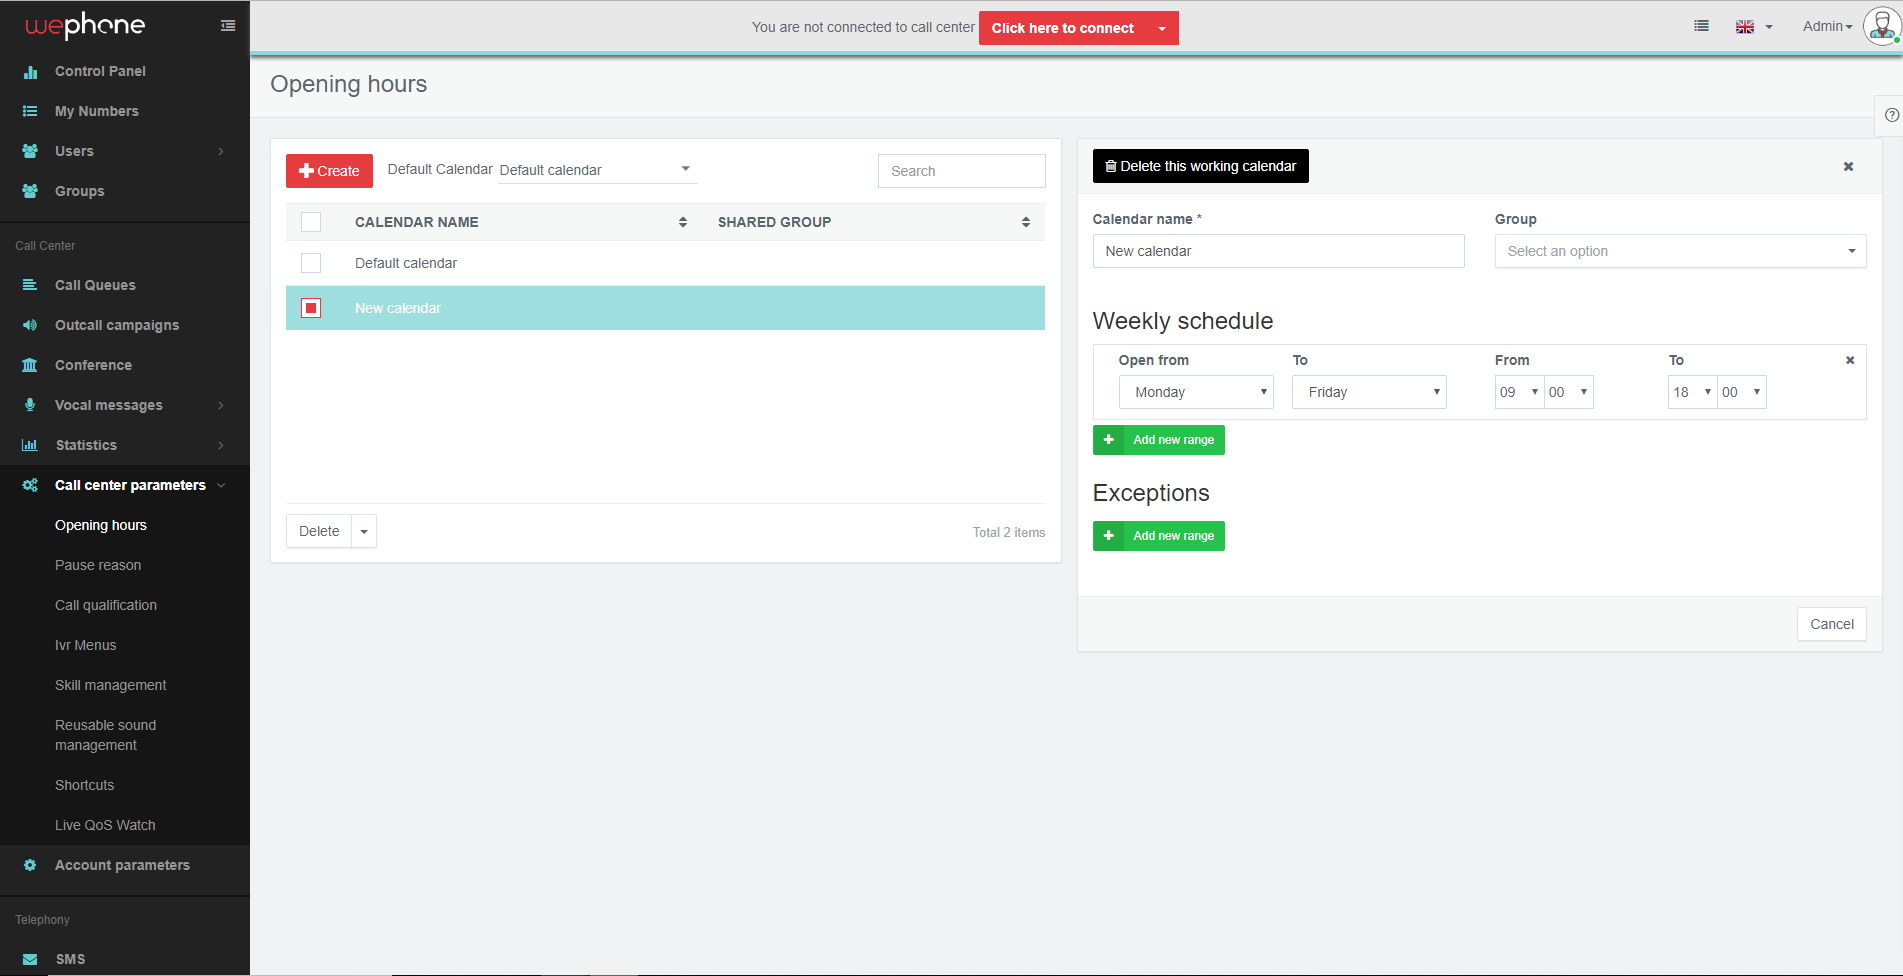 wephone
You are not connected to call center
Click here to connect
Admin
Control Panel
My Numbers
Users
Groups
Call Center
Call Queues
Outcall campaigns
Conference
Vocal messages
Statistics
Call center parameters
Opening hours
Pause reason
Call qualification
Ivr Menus
Skill management
Reusable sound
management
Shortcuts
Live QoS Watch
Account parameters
Telephony
SMS
Opening hours
Create
Default Calendar
Default calendar
Search
CALENDAR NAME
SHARED GROUP
Default calendar
New calendar
Delete
Total 2 items
Delete this working calendar
Calendar name *
Group
New calendar
Select an option
Weekly schedule
Open from To From To
Monday Friday 09 00 18 00
Add new range
Exceptions
Add new range
Cancel